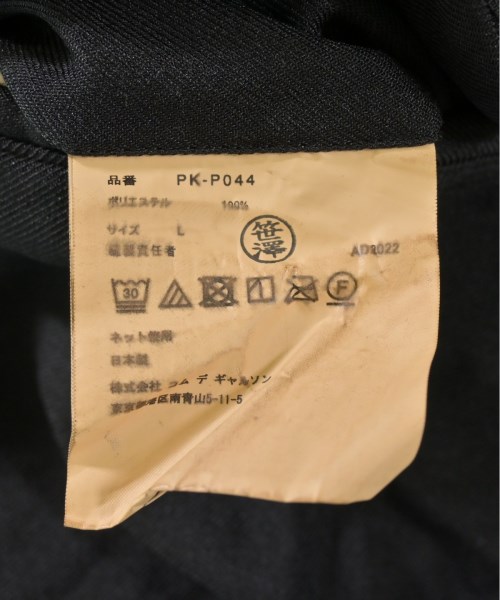 品番 PK-P044
ポリエステル 100%
サイズ L
縫製責任者 笹澤 AD2022
30 F
ネット使用
日本製
株式会社 コム デ ギャルソン
東京都港区南青山5-11-5